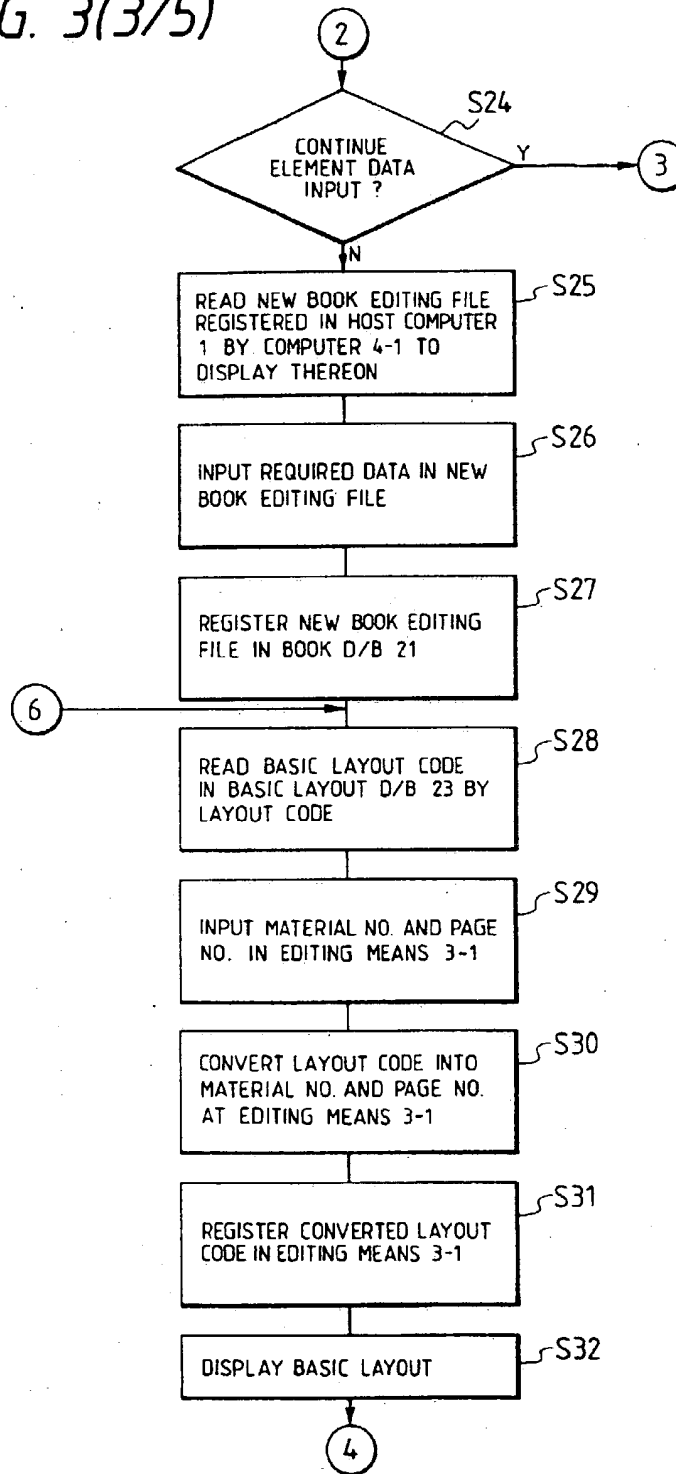 G. 3(3/5)
2
S24
CONTINUE
ELEMENT DATA
INPUT ?
Y
3
N
S25
READ NEW BOOK EDITING FILE
REGISTERED IN HOST COMPUTER
1 BY COMPUTER 4-1 TO
DISPLAY THEREON
S26
INPUT REQUIRED DATA IN NEW
BOOK EDITING FILE
S27
REGISTER NEW BOOK EDITING
FILE IN BOOK D/B 21
6
S28
READ BASIC LAYOUT CODE
IN BASIC LAYOUT D/B 23 BY
LAYOUT CODE
S29
INPUT MATERIAL NO. AND PAGE
NO. IN EDITING MEANS 3-1
S30
CONVERT LAYOUT CODE INTO
MATERIAL NO. AND PAGE NO.
AT EDITING MEANS 3-1
S31
REGISTER CONVERTED LAYOUT
CODE IN EDITING MEANS 3-1
S32
DISPLAY BASIC LAYOUT
4